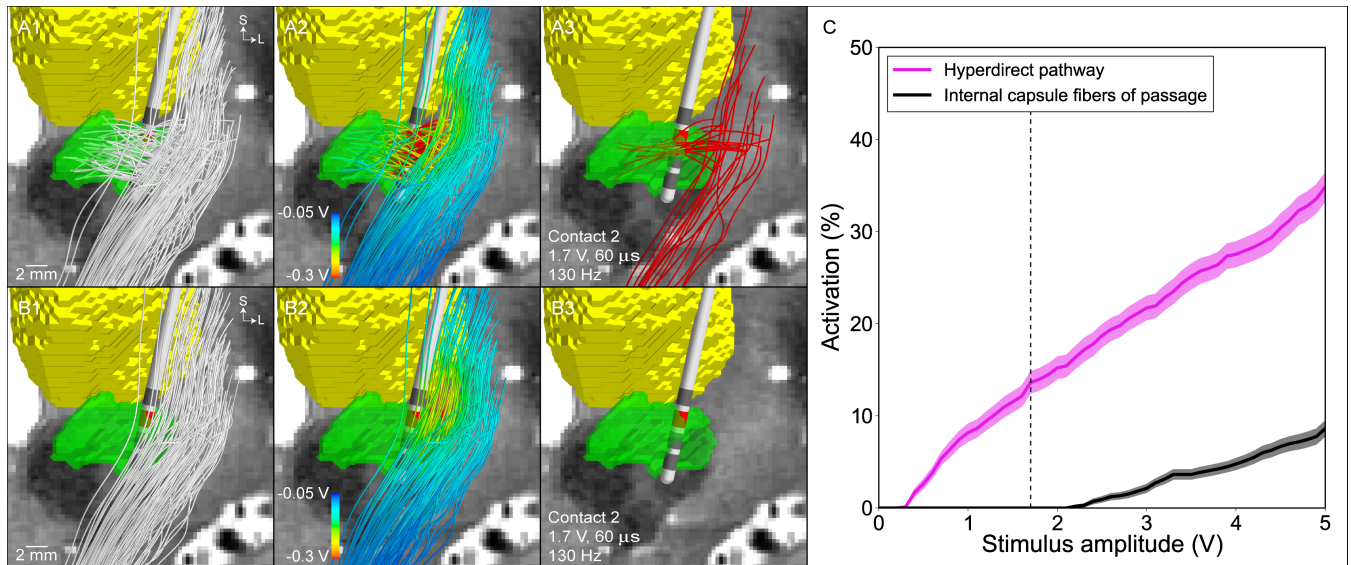 A1
S
L
2 mm
A2
-0.05 V
-0.3 V
A3
Contact 2
1.7 V, 60 μs
130 Hz
B1
S
L
2 mm
B2
-0.05 V
-0.3 V
B3
Contact 2
1.7 V, 60 μs
130 Hz
C
Hyperdirect pathway
Internal capsule fibers of passage
Activation (%)
50
40
30
20
10
0
0 1 2 3 4 5
Stimulus amplitude (V)